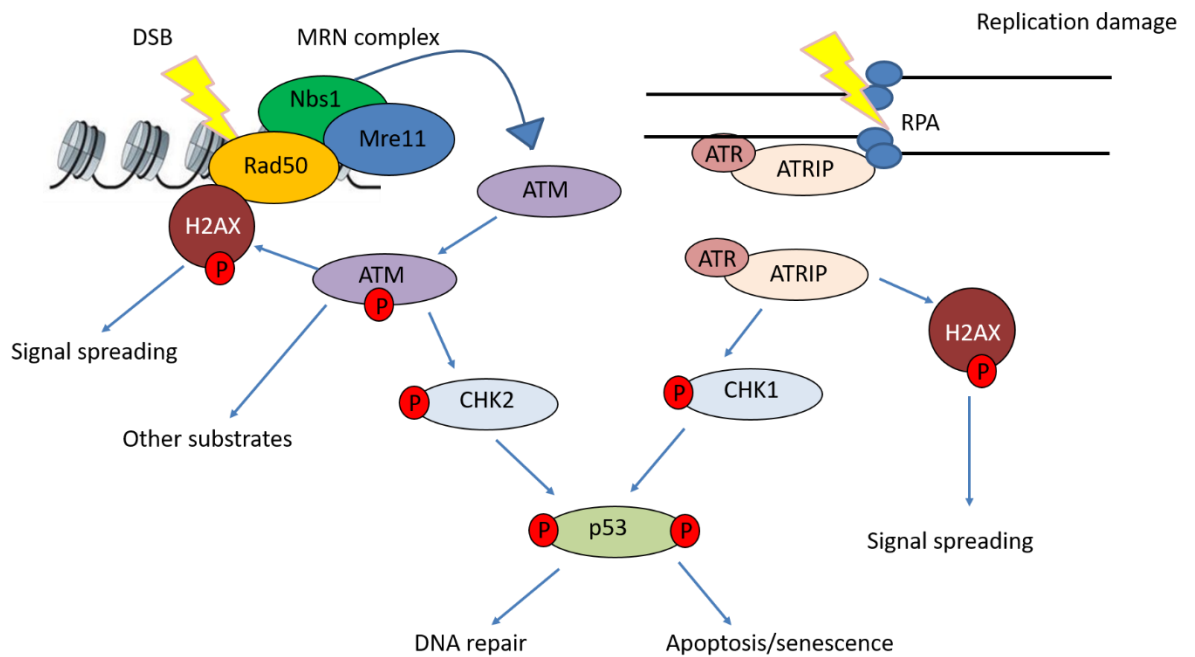 DSB
MRN complex
Replication damage
Nbs1
Mre11
Rad50
RPA
ATR
ATRIP
ATM
H2AX
P
ATM
P
ATR
ATRIP
H2AX
P
Signal spreading
CHK2
P
CHK1
P
Other substrates
p53
P
P
Signal spreading
DNA repair
Apoptosis/senescence